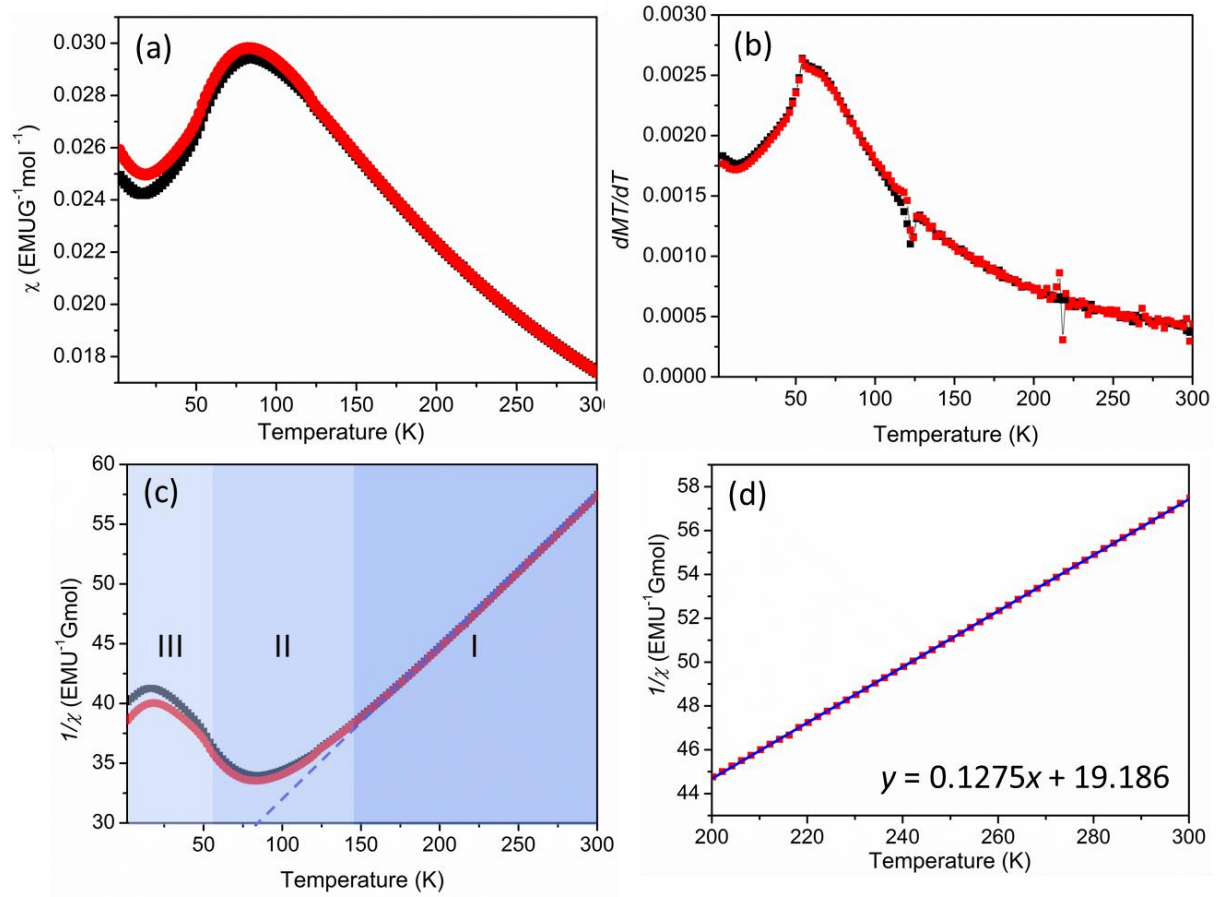 (a)
0.030
0.028
0.026
0.024
0.022
0.020
0.018
χ (EMUG⁻¹mol⁻¹)
50 100 150 200 250 300
Temperature (K)
(b)
0.0030
0.0025
0.0020
0.0015
0.0010
0.0005
0.0000
dMT/dT
50 100 150 200 250 300
Temperature (K)
(c)
60
55
50
45
40
35
30
1/χ (EMU⁻¹Gmol)
III II I
50 100 150 200 250 300
Temperature (K)
(d)
58
56
54
52
50
48
46
44
1/χ (EMU⁻¹Gmol)
y = 0.1275x + 19.186
200 220 240 260 280 300
Temperature (K)